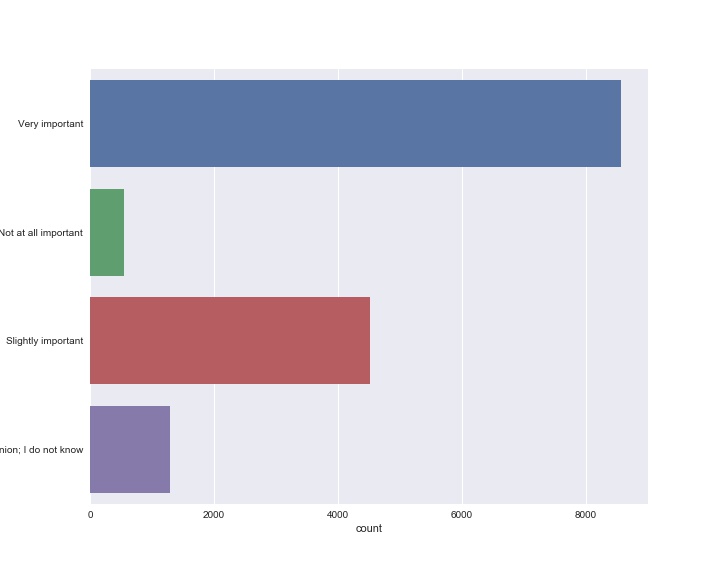 Very important
Not at all important
Slightly important
nion; I do not know
0 2000 4000 6000 8000
count